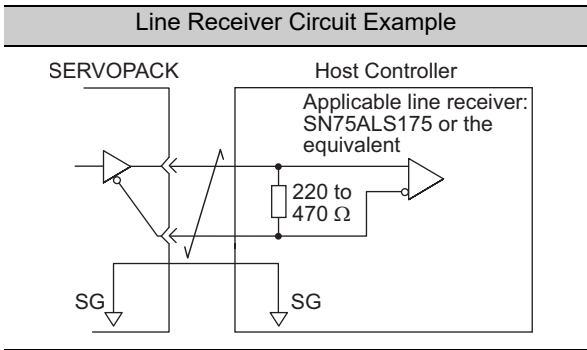 Line Receiver Circuit Example
SERVOPACK
Host Controller
Applicable line receiver:
SN75ALS175 or the
equivalent
220 to
470 Ω
SG
SG